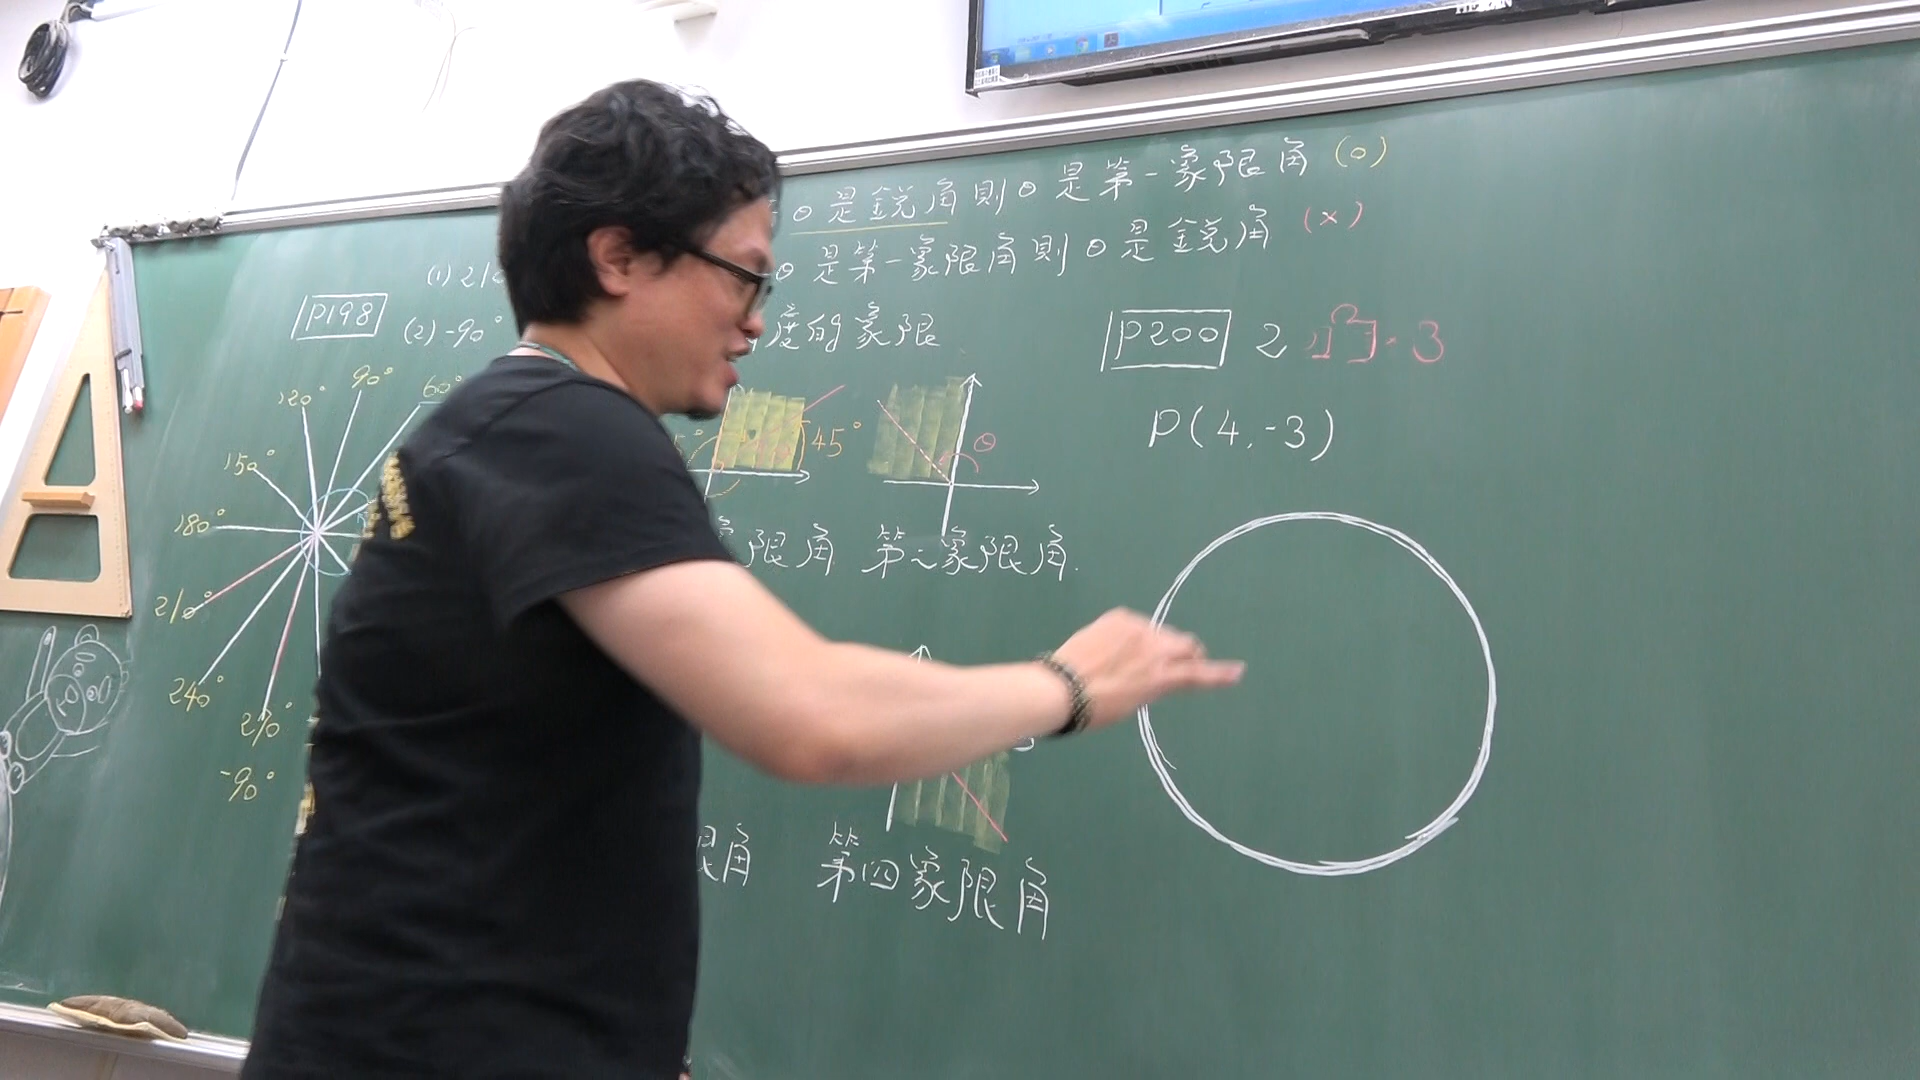 θ是銳角則θ是第一象限角(○)
θ是第一象限角則θ是銳角(×)
(1) 21
P198
(2) -90°
度的象限
P200 2
3
P(4,-3)
120°
90°
60°
150°
180°
210°
240°
270°
-90°
45°
θ
象限角
第二象限角
限角
第四象限角